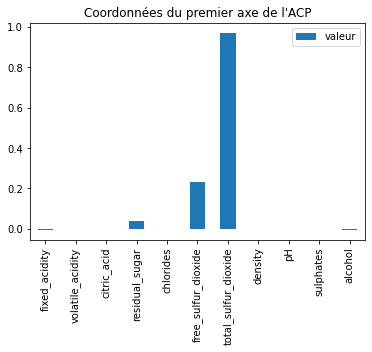 Coordonnées du premier axe de l'ACP
valeur
1.0
0.8
0.6
0.4
0.2
0.0
fixed_acidity
volatile_acidity
citric_acid
residual_sugar
chlorides
free_sulfur_dioxide
total_sulfur_dioxide
density
pH
sulphates
alcohol